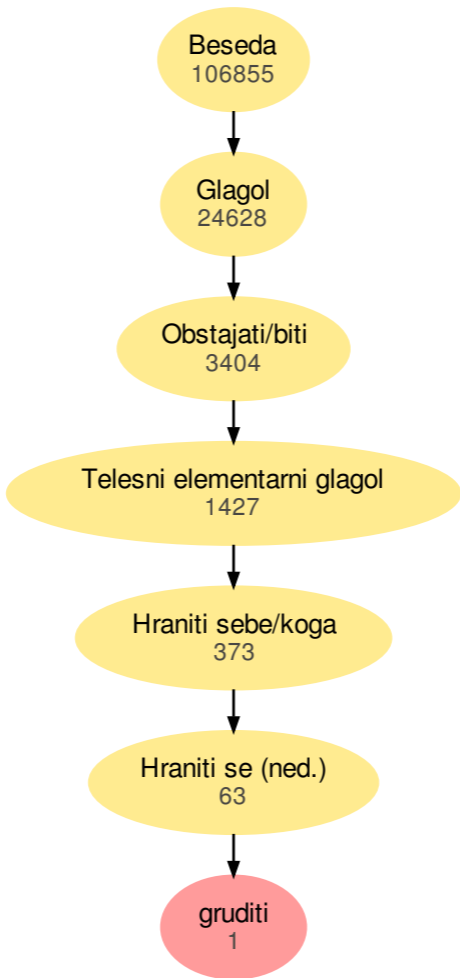 Beseda
106855
Glagol
24628
Obstajati/biti
3404
Telesni elementarni glagol
1427
Hraniti sebe/koga
373
Hraniti se (ned.)
63
gruditi
1